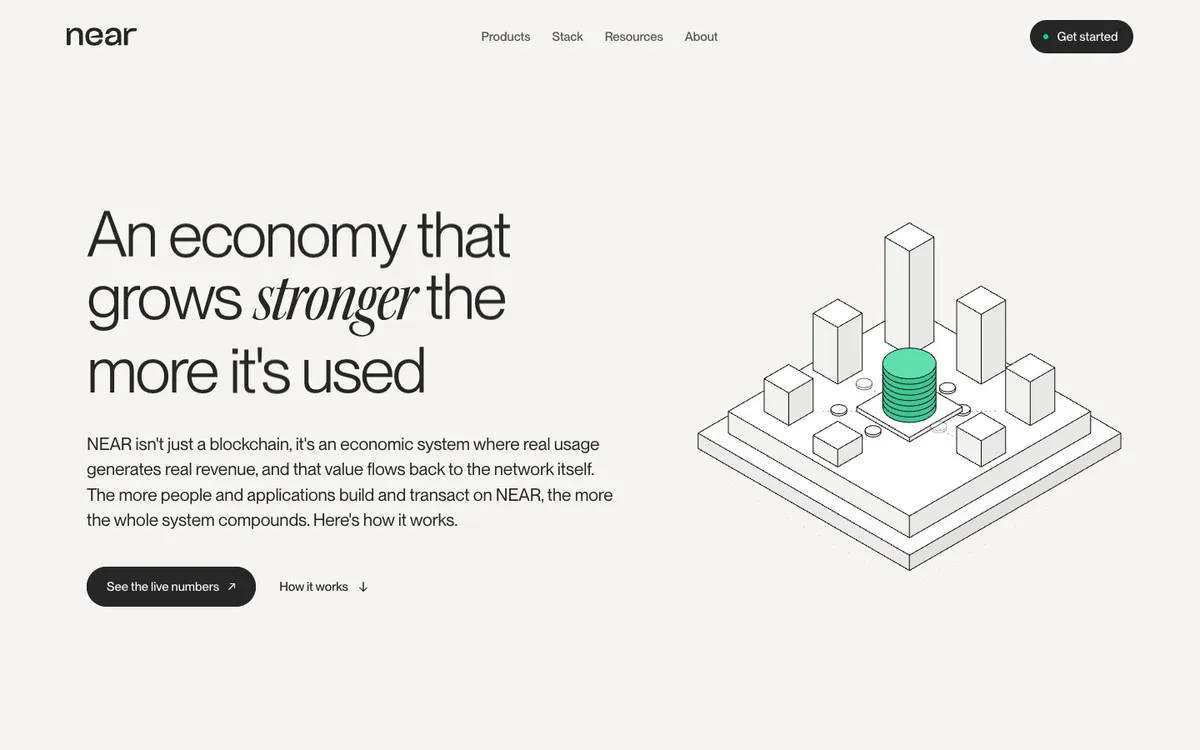 near
Products
Stack
Resources
About
Get started
An economy that
grows stronger the
more it's used
NEAR isn't just a blockchain, it's an economic system where real usage
generates real revenue, and that value flows back to the network itself.
The more people and applications build and transact on NEAR, the more
the whole system compounds. Here's how it works.
See the live numbers ↗
How it works ↓